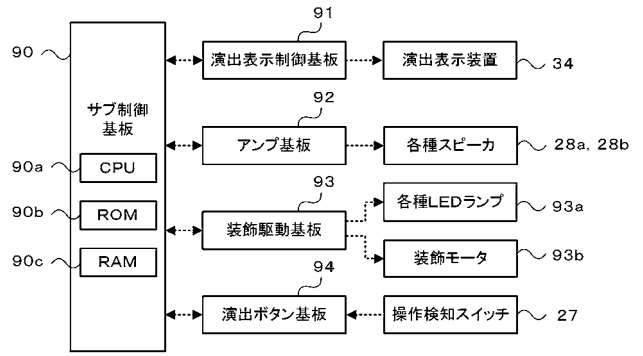 90
サブ制御
基板
90a
CPU
90b
ROM
90c
RAM
91
演出表示制御基板
演出表示装置
34
92
アンプ基板
各種スピーカ
28a, 28b
93
装飾駆動基板
各種LEDランプ
93a
装飾モータ
93b
94
演出ボタン基板
操作検知スイッチ
27